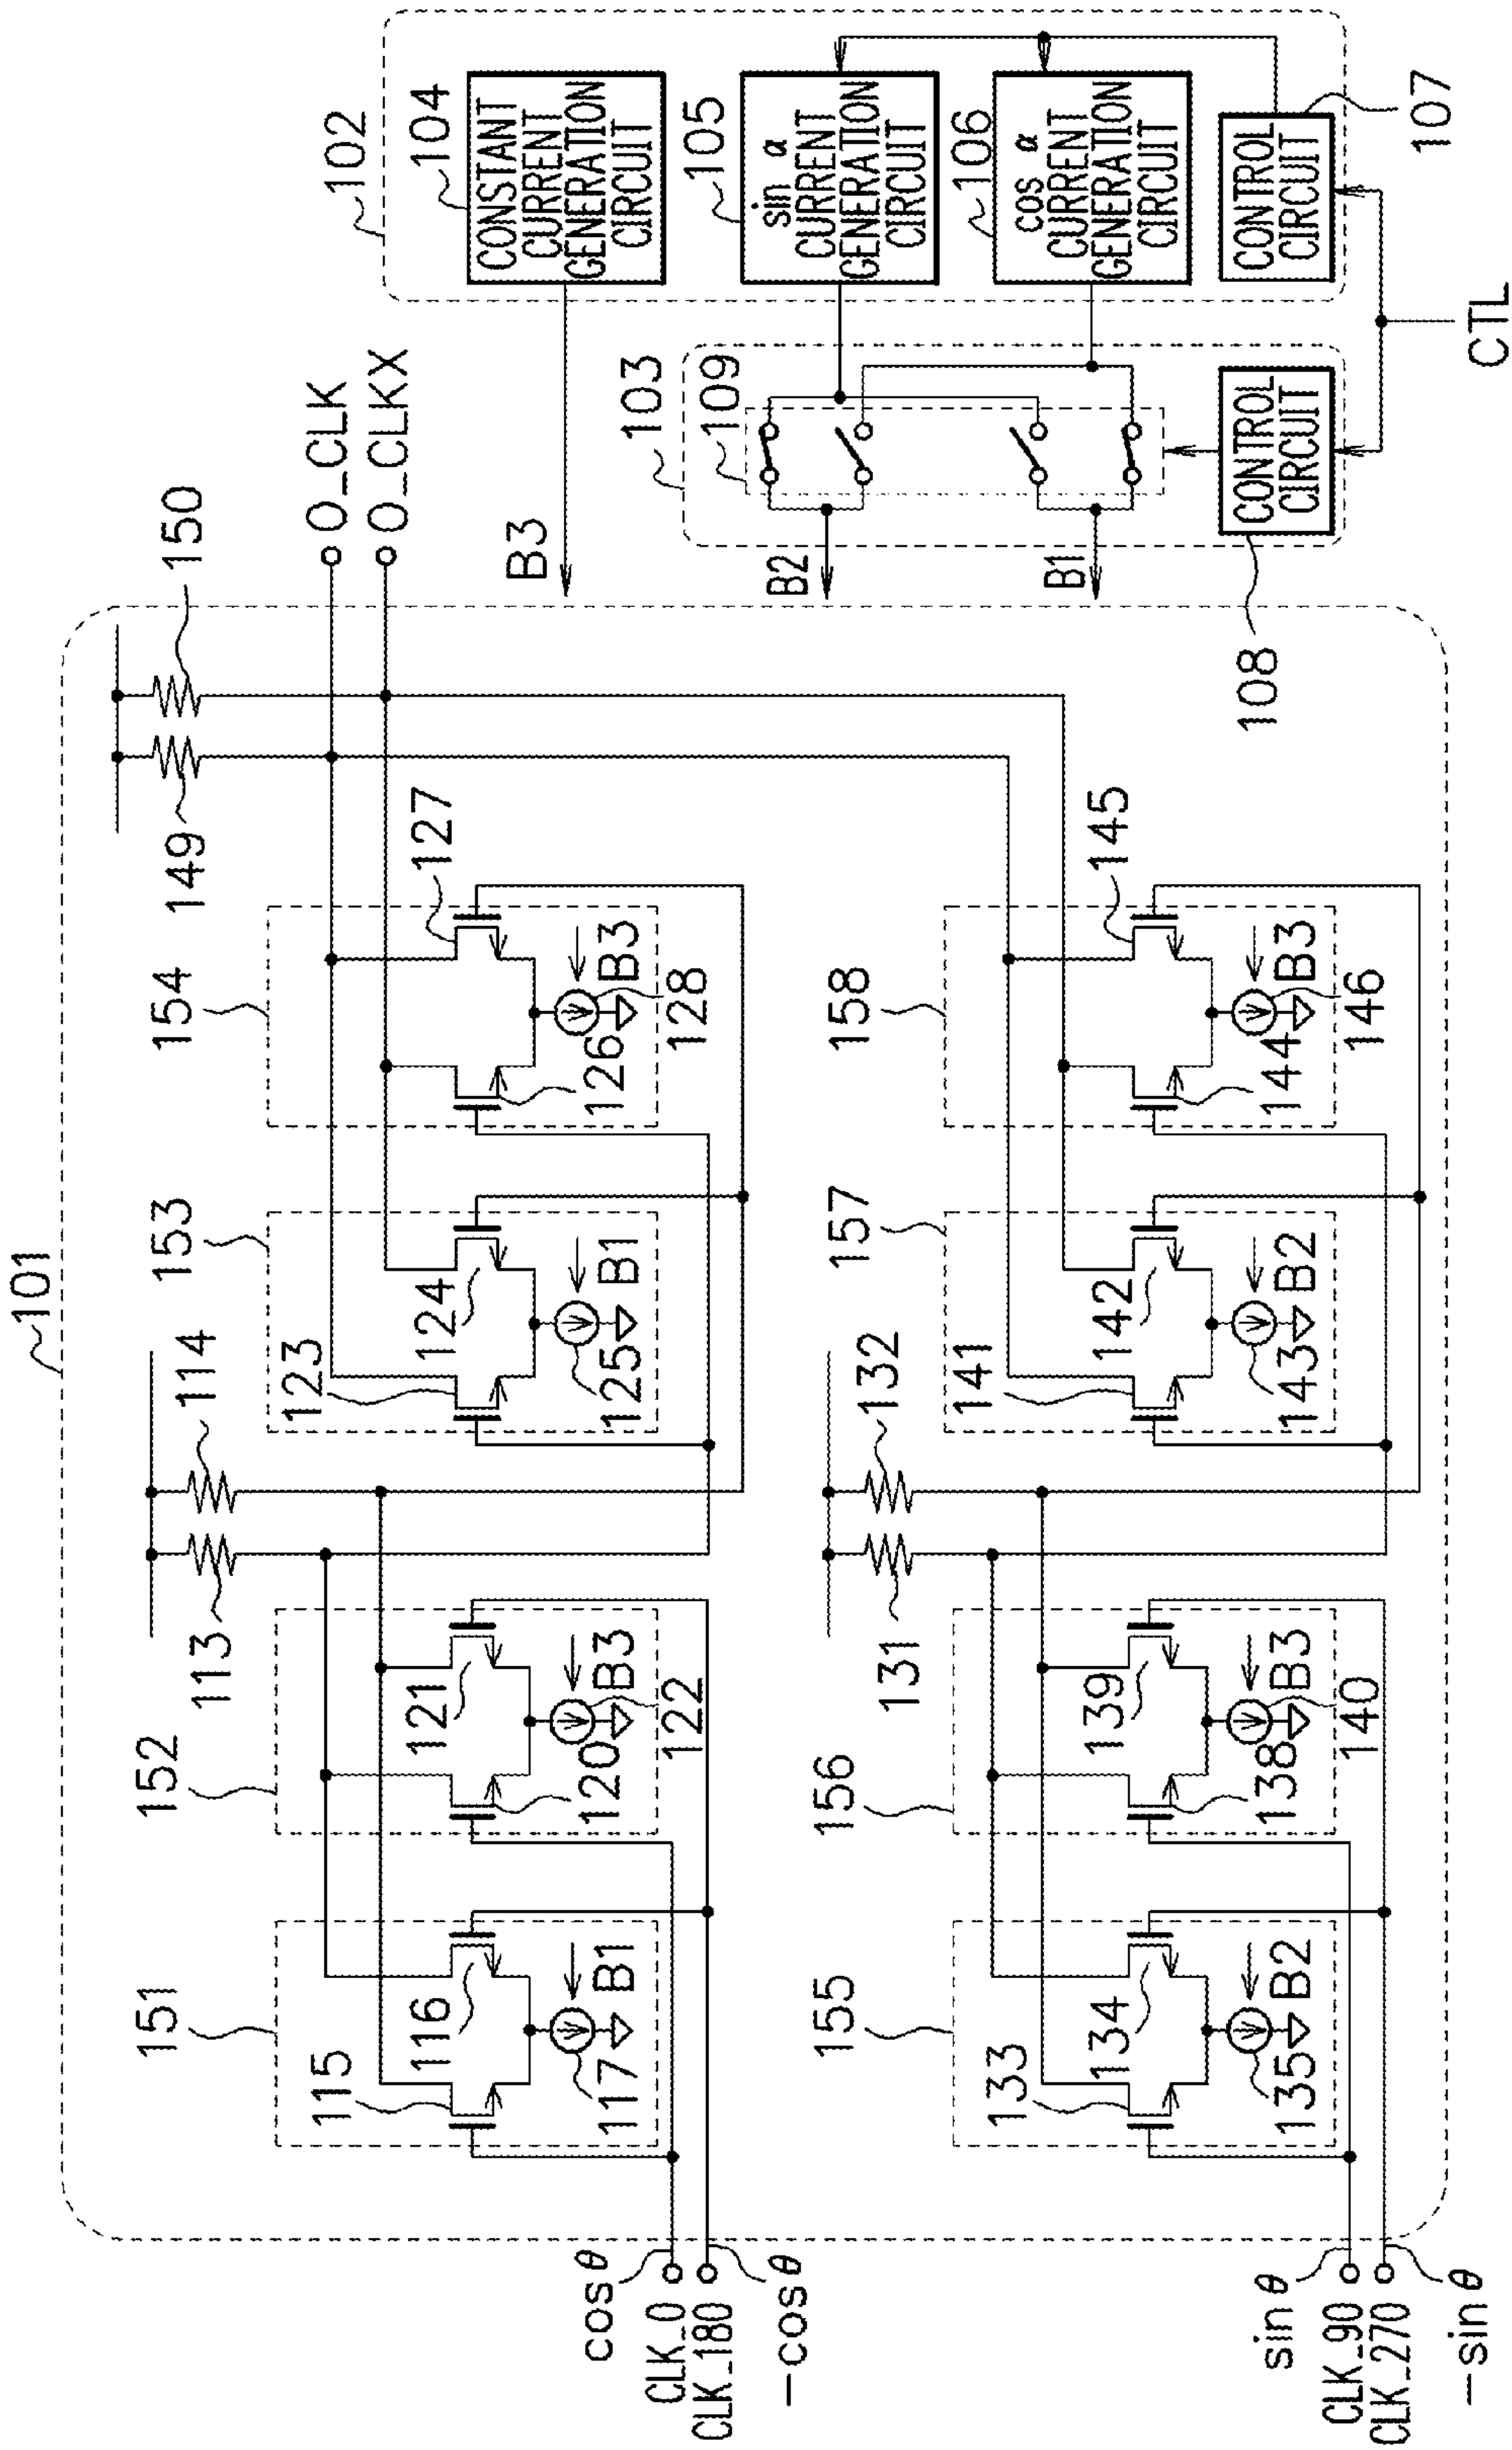 101
151
115
116
117
B1
152
121
120
B3
122
113
114
153
123
124
125
B1
154
127
126
B3
128
149
150
O_CLK
O_CLKX
cosθ
CLK_0
CLK_180
−cosθ
155
133
134
135
B2
156
139
138
B3
140
131
132
157
141
142
143
B2
158
145
144
B3
146
sinθ
CLK_90
CLK_270
−sinθ
102
104
CONSTANT
CURRENT
GENERATION
CIRCUIT
B3
103
109
105
sin α
CURRENT
GENERATION
CIRCUIT
B2
106
cos α
CURRENT
GENERATION
CIRCUIT
B1
108
CONTROL
CIRCUIT
CONTROL
CIRCUIT
107
CTL